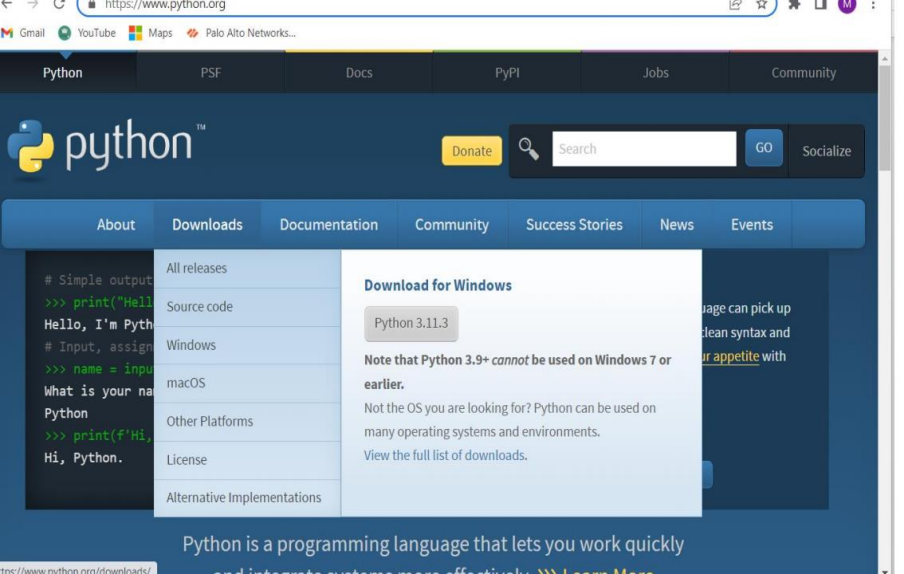 https://www.python.org
M
Gmail YouTube Maps Palo Alto Networks...
Python PSF Docs PyPI Jobs Community
python™
Donate Search GO Socialize
About Downloads Documentation Community Success Stories News Events
All releases
Source code
Windows
macOS
Other Platforms
License
Alternative Implementations
Download for Windows
Python 3.11.3
Note that Python 3.9+ cannot be used on Windows 7 or
earlier.
Not the OS you are looking for? Python can be used on
many operating systems and environments.
View the full list of downloads.
# Simple output
>>> print("Hell
Hello, I'm Pyth
# Input, assign
>>> name = inpu
What is your na
Python
>>> print(f'Hi,
Hi, Python.
uage can pick up
clean syntax and
ur appetite with
Python is a programming language that lets you work quickly
and integrate systems more effectively. >>> Learn More
ttps://www.python.org/downloads/